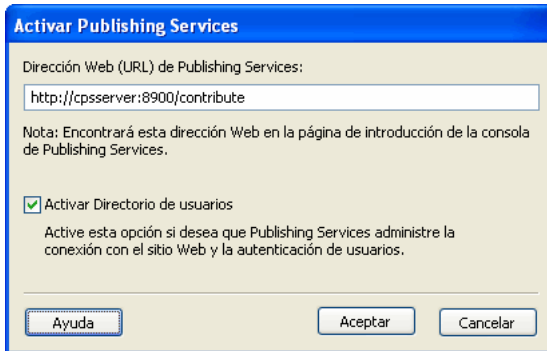 Activar Publishing Services
Dirección Web (URL) de Publishing Services:
http://cpsserver:8900/contribute
Nota: Encontrará esta dirección Web en la página de introducción de la consola
de Publishing Services.
Activar Directorio de usuarios
Active esta opción si desea que Publishing Services administre la
conexión con el sitio Web y la autenticación de usuarios.
Ayuda
Aceptar
Cancelar